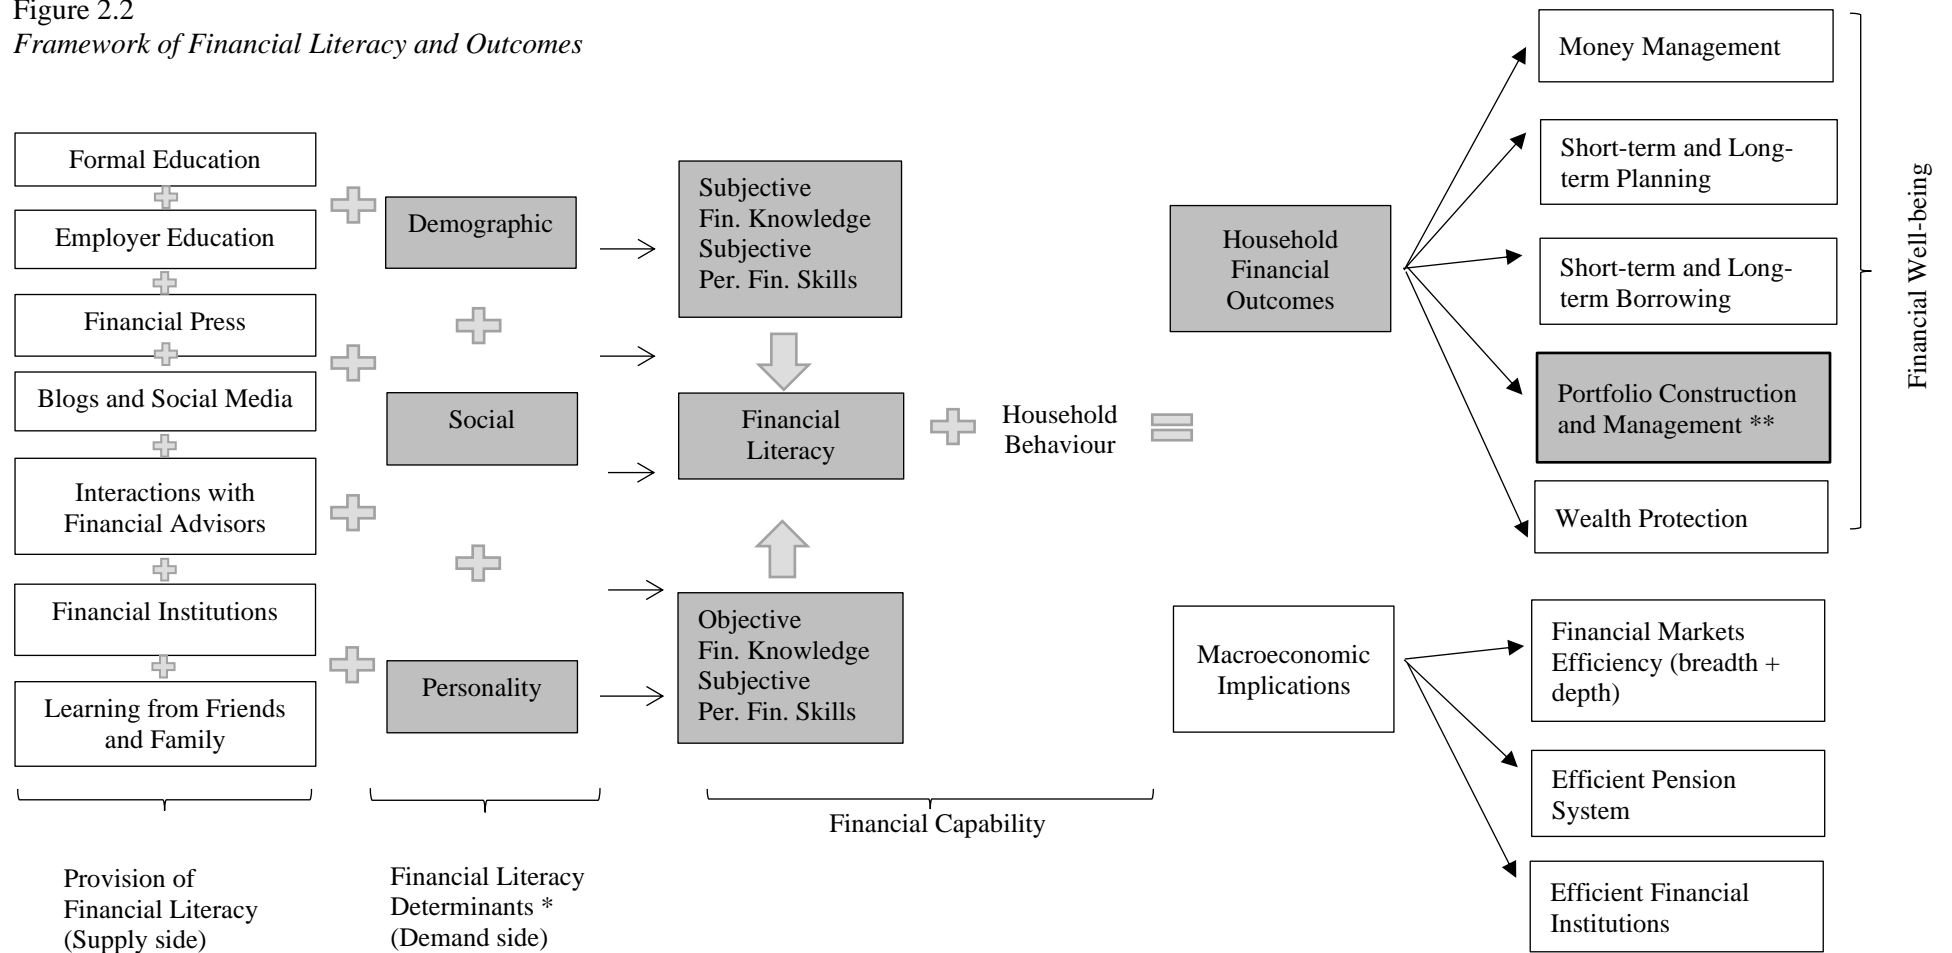 Figure 2.2
Framework of Financial Literacy and Outcomes
Formal Education
Employer Education
Financial Press
Blogs and Social Media
Interactions with
Financial Advisors
Financial Institutions
Learning from Friends
and Family
Provision of
Financial Literacy
(Supply side)
Demographic
Social
Personality
Financial Literacy
Determinants *
(Demand side)
Subjective
Fin. Knowledge
Subjective
Per. Fin. Skills
Financial
Literacy
Objective
Fin. Knowledge
Subjective
Per. Fin. Skills
Household
Behaviour
Financial Capability
Household
Financial
Outcomes
Macroeconomic
Implications
Money Management
Short-term and Long-
term Planning
Short-term and Long-
term Borrowing
Portfolio Construction
and Management **
Wealth Protection
Financial Well-being
Financial Markets
Efficiency (breadth +
depth)
Efficient Pension
System
Efficient Financial
Institutions